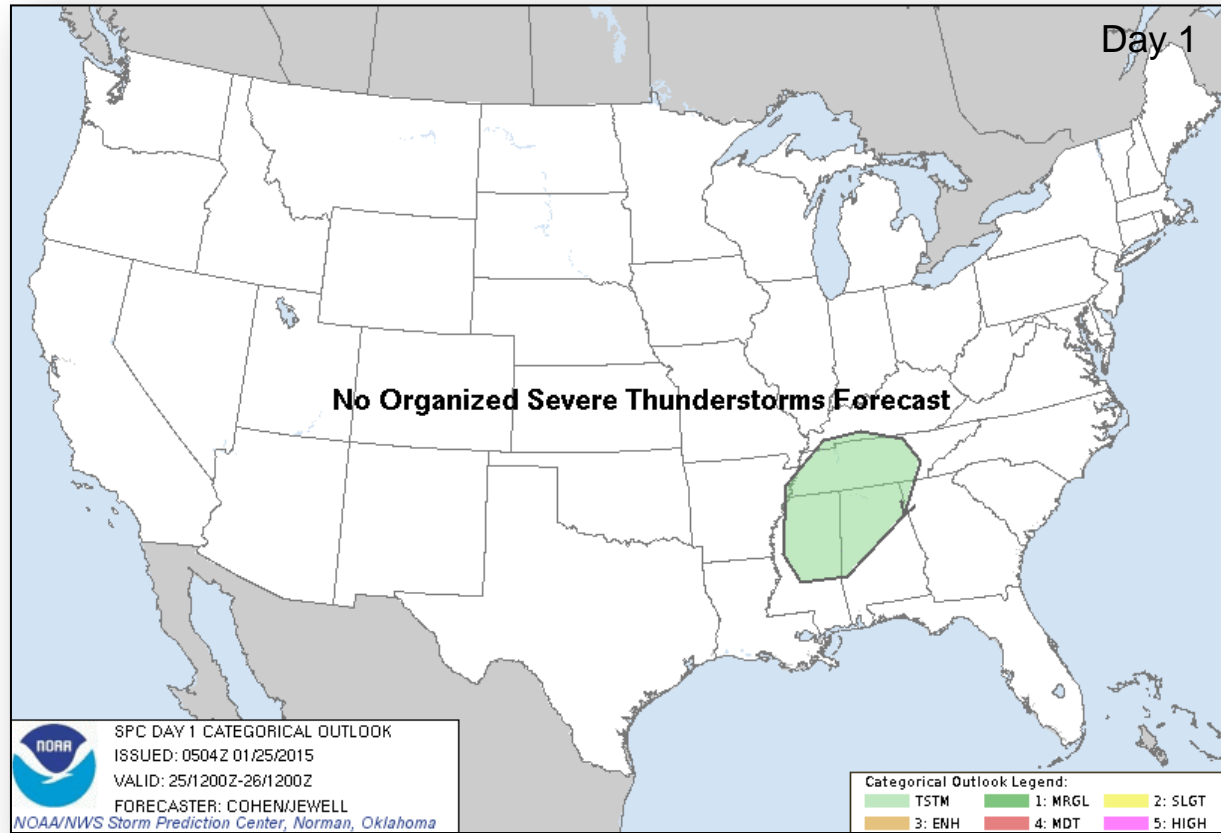 Day 1
No Organized Severe Thunderstorms Forecast
NOAA
SPC DAY 1 CATEGORICAL OUTLOOK
ISSUED: 0504Z 01/25/2015
VALID: 25/1200Z-26/1200Z
FORECASTER: COHEN/JEWELL
NOAA/NWS Storm Prediction Center, Norman, Oklahoma
Categorical Outlook Legend:
TSTM 1: MRGL 2: SLGT
3: ENH 4: MDT 5: HIGH